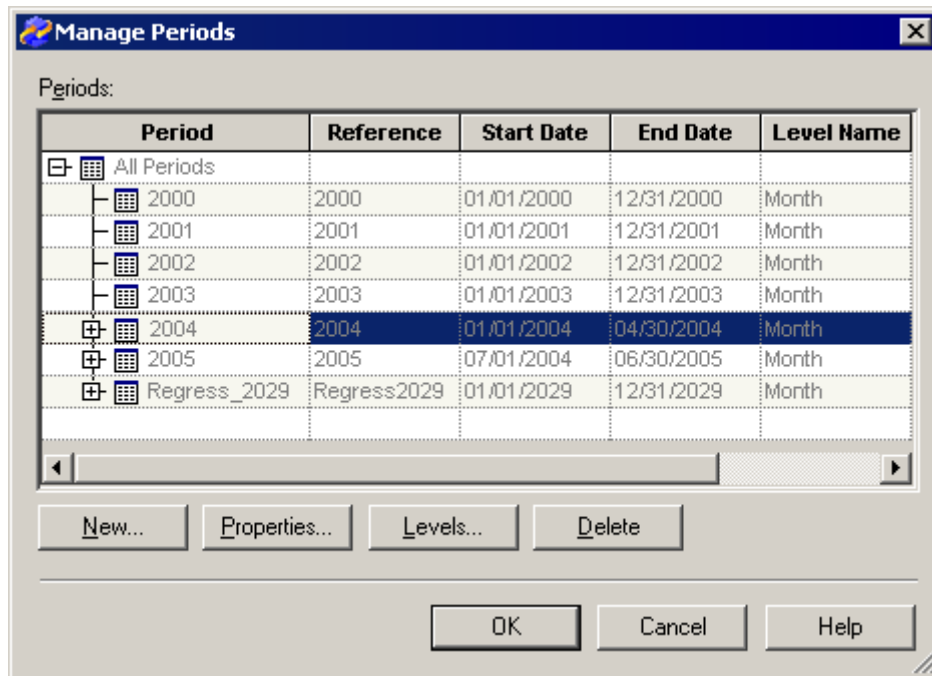 Manage Periods
Periods:
Period Reference Start Date End Date Level Name
All Periods
2000 2000 01/01/2000 12/31/2000 Month
2001 2001 01/01/2001 12/31/2001 Month
2002 2002 01/01/2002 12/31/2002 Month
2003 2003 01/01/2003 12/31/2003 Month
2004 2004 01/01/2004 04/30/2004 Month
2005 2005 07/01/2004 06/30/2005 Month
Regress_2029 Regress2029 01/01/2029 12/31/2029 Month
New... Properties... Levels... Delete
OK Cancel Help